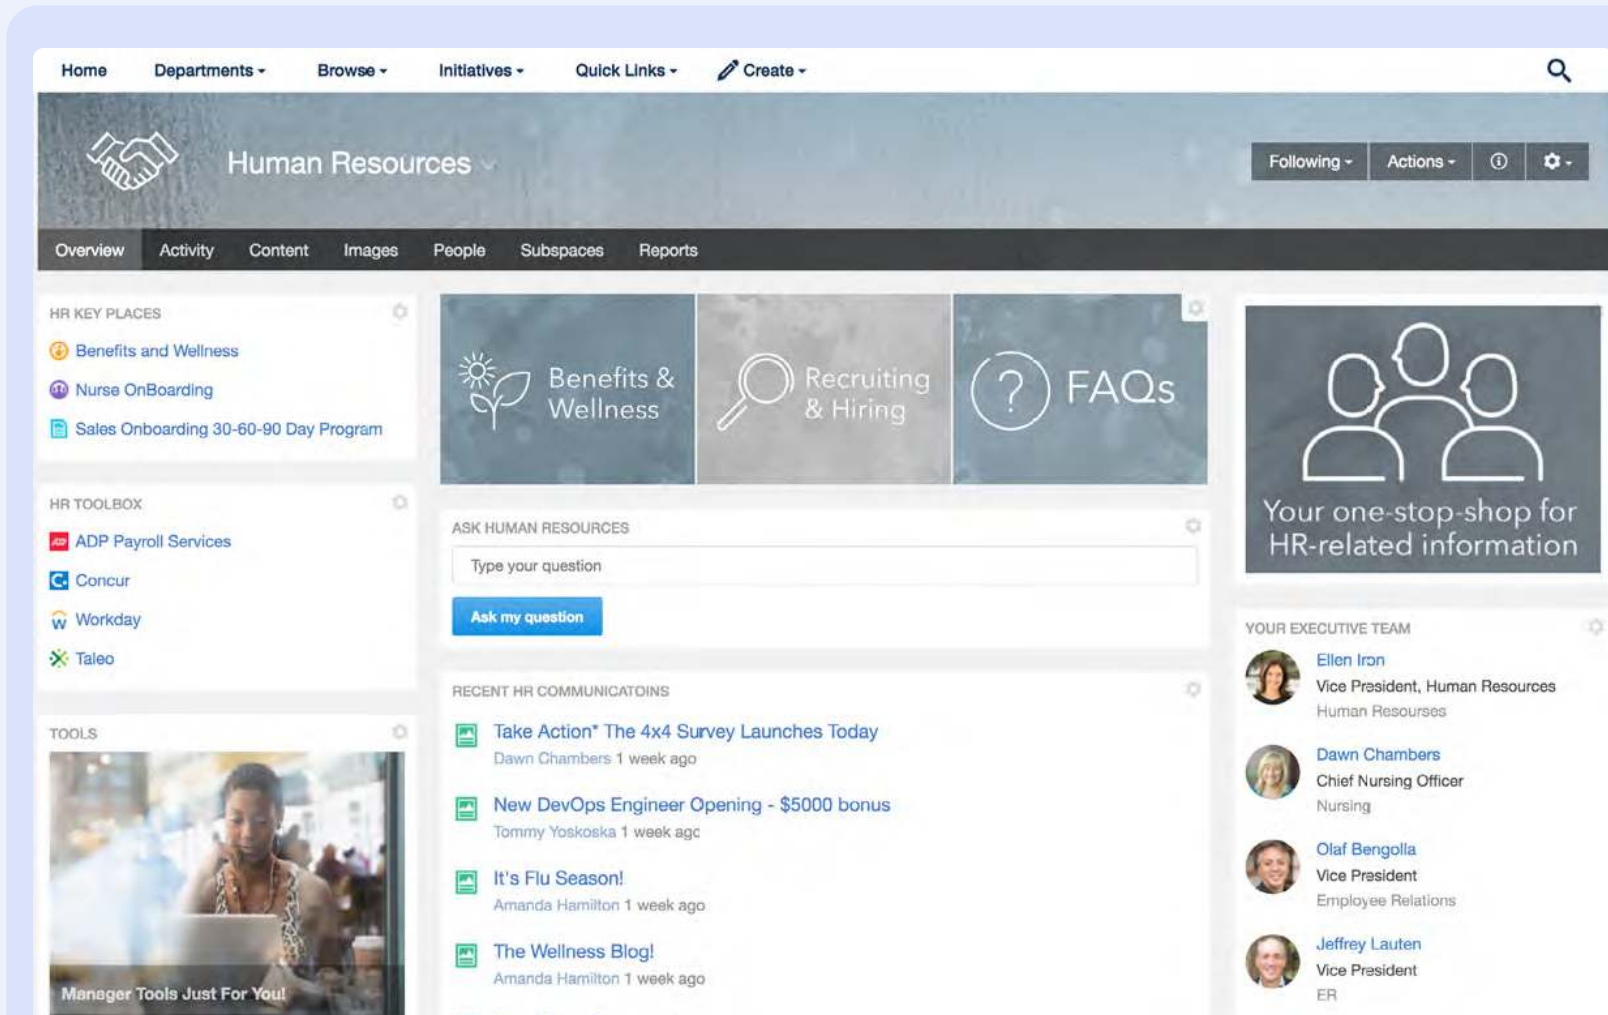 Home Departments Browse Initiatives Quick Links Create
Human Resources
Following Actions
Overview Activity Content Images People Subspaces Reports
HR KEY PLACES
Benefits and Wellness
Nurse OnBoarding
Sales Onboarding 30-60-90 Day Program
HR TOOLBOX
ADP Payroll Services
Concur
Workday
Taleo
TOOLS
Manager Tools Just For You!
Benefits &
Wellness
Recruiting
& Hiring
? FAQs
ASK HUMAN RESOURCES
Type your question
Ask my question
RECENT HR COMMUNICATOINS
Take Action* The 4x4 Survey Launches Today
Dawn Chambers 1 week ago
New DevOps Engineer Opening - $5000 bonus
Tommy Yoskoska 1 week ago
It's Flu Season!
Amanda Hamilton 1 week ago
The Wellness Blog!
Amanda Hamilton 1 week ago
Your one-stop-shop for
HR-related information
YOUR EXECUTIVE TEAM
Ellen Iron
Vice President, Human Resources
Human Resourses
Dawn Chambers
Chief Nursing Officer
Nursing
Olaf Bengolla
Vice President
Employee Relations
Jeffrey Lauten
Vice President
ER